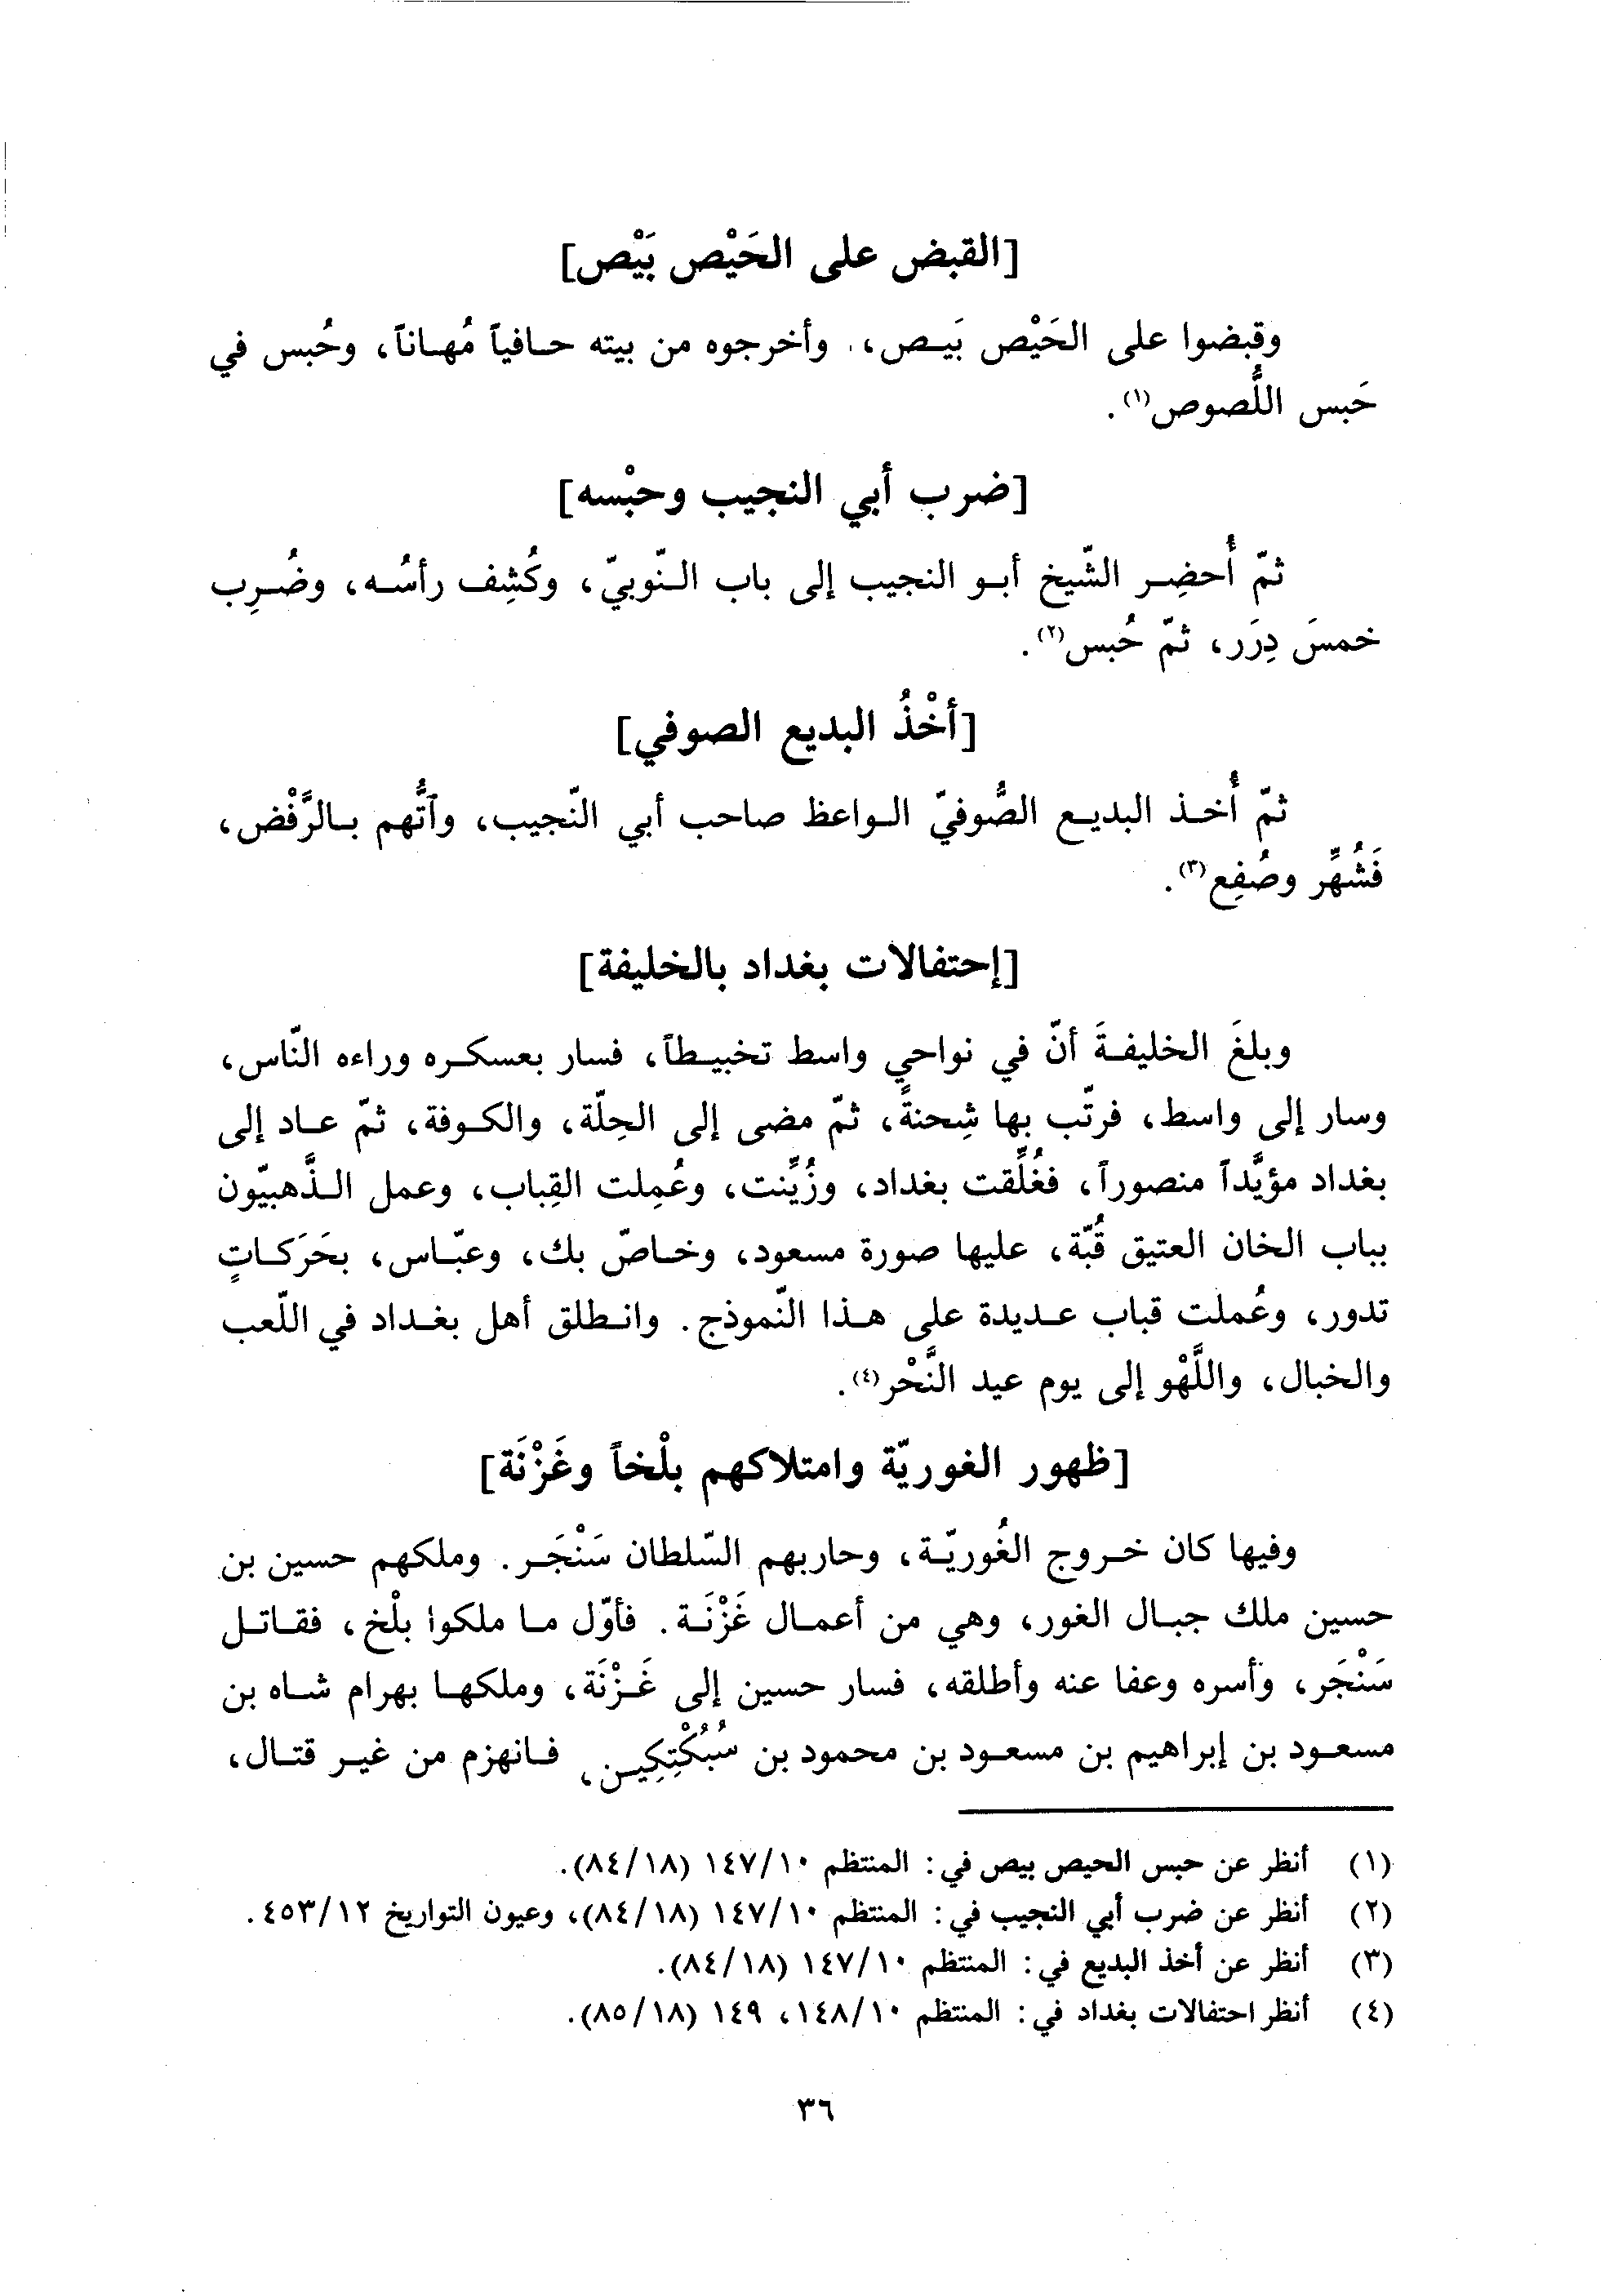 [القبض على الحَيْص بَيْص]
وقبضوا على الحَيْص بَيص، وأخرجوه من بيته حافياً مُهاناً، وحُبس في
حَبس اللُّصوص(١).
[ضرب أبي النجيب وحبْسه]
ثمّ أُحضِر الشّيخ أبو النجيب إلى باب النّوبيّ، وكُشِف رأسُه، وضُرِب
خمسَ دِرَر، ثمّ حُبس(٢).
[أخْذُ البديع الصوفي]
ثمّ أُخذ البديع الصُّوفيّ الواعظ صاحب أبي النّجيب، وٱتُّهم بالرَّفْض،
فَشُهِّر وصُفِع(٣).
[إحتفالات بغداد بالخليفة]
وبلغَ الخليفةَ أنّ في نواحي واسط تخبيطاً، فسار بعسكره وراءه النّاس،
وسار إلى واسط، فرتّب بها شِحنةً، ثمّ مضى إلى الحِلّة، والكوفة، ثمّ عاد إلى
بغداد مؤيَّداً منصوراً، فغُلِّقت بغداد، وزُيِّنت، وعُمِلت القِباب، وعمل الذَّهبيّون
بباب الخان العتيق قُبّة، عليها صورة مسعود، وخاصّ بك، وعبّاس، بحَرَكاتٍ
تدور، وعُملت قباب عديدة على هذا النّموذج. وانطلق أهل بغداد في اللّعب
والخبال، واللَّهْو إلى يوم عيد النَّحْر(٤).
[ظهور الغوريّة وامتلاكهم بلْخاً وغَزْنَة]
وفيها كان خروج الغُوريّة، وحاربهم السّلطان سَنْجَر. وملكهم حسين بن
حسين ملك جبال الغور، وهي من أعمال غَزْنَة. فأوّل ما ملكوا بلْخ، فقاتل
سَنْجَر، وأسره وعفا عنه وأطلقه، فسار حسين إلى غَزْنَة، وملكها بهرام شاه بن
مسعود بن إبراهيم بن مسعود بن محمود بن سُبُكْتِكِين، فانهزم من غير قتال،
(١) أنظر عن حبس الحيص بيص في: المنتظم ١٤٧/١٠ (٨٤/١٨).
(٢) أنظر عن ضرب أبي النجيب في: المنتظم ١٤٧/١٠ (٨٤/١٨)، وعيون التواريخ ٤٥٣/١٢.
(٣) أنظر عن أخذ البديع في: المنتظم ١٤٧/١٠ (٨٤/١٨).
(٤) أنظر احتفالات بغداد في: المنتظم ١٤٨/١٠، ١٤٩ (٨٥/١٨).
٣٦